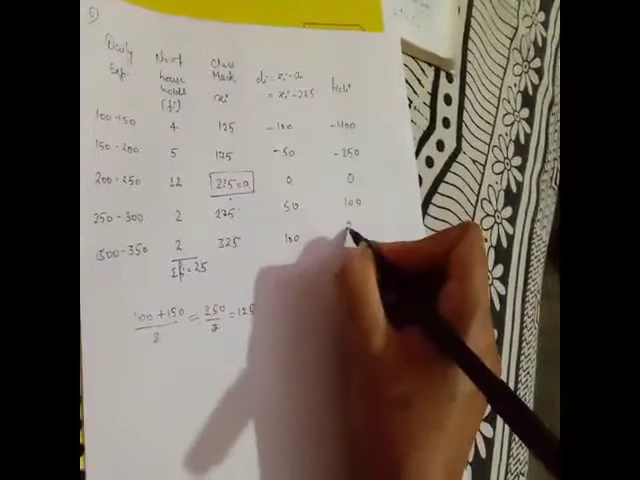 5)
Daily Exp. No. of house holds (fi) Class Mark xi di = xi - a = xi - 225 fidi
100-150 4 125 -100 -400
150-200 5 175 -50 -250
200-250 12 225=a 0 0
250-300 2 275 50 100
300-350 2 325 100
Σfi=25
100+150/2 = 250/2 = 125